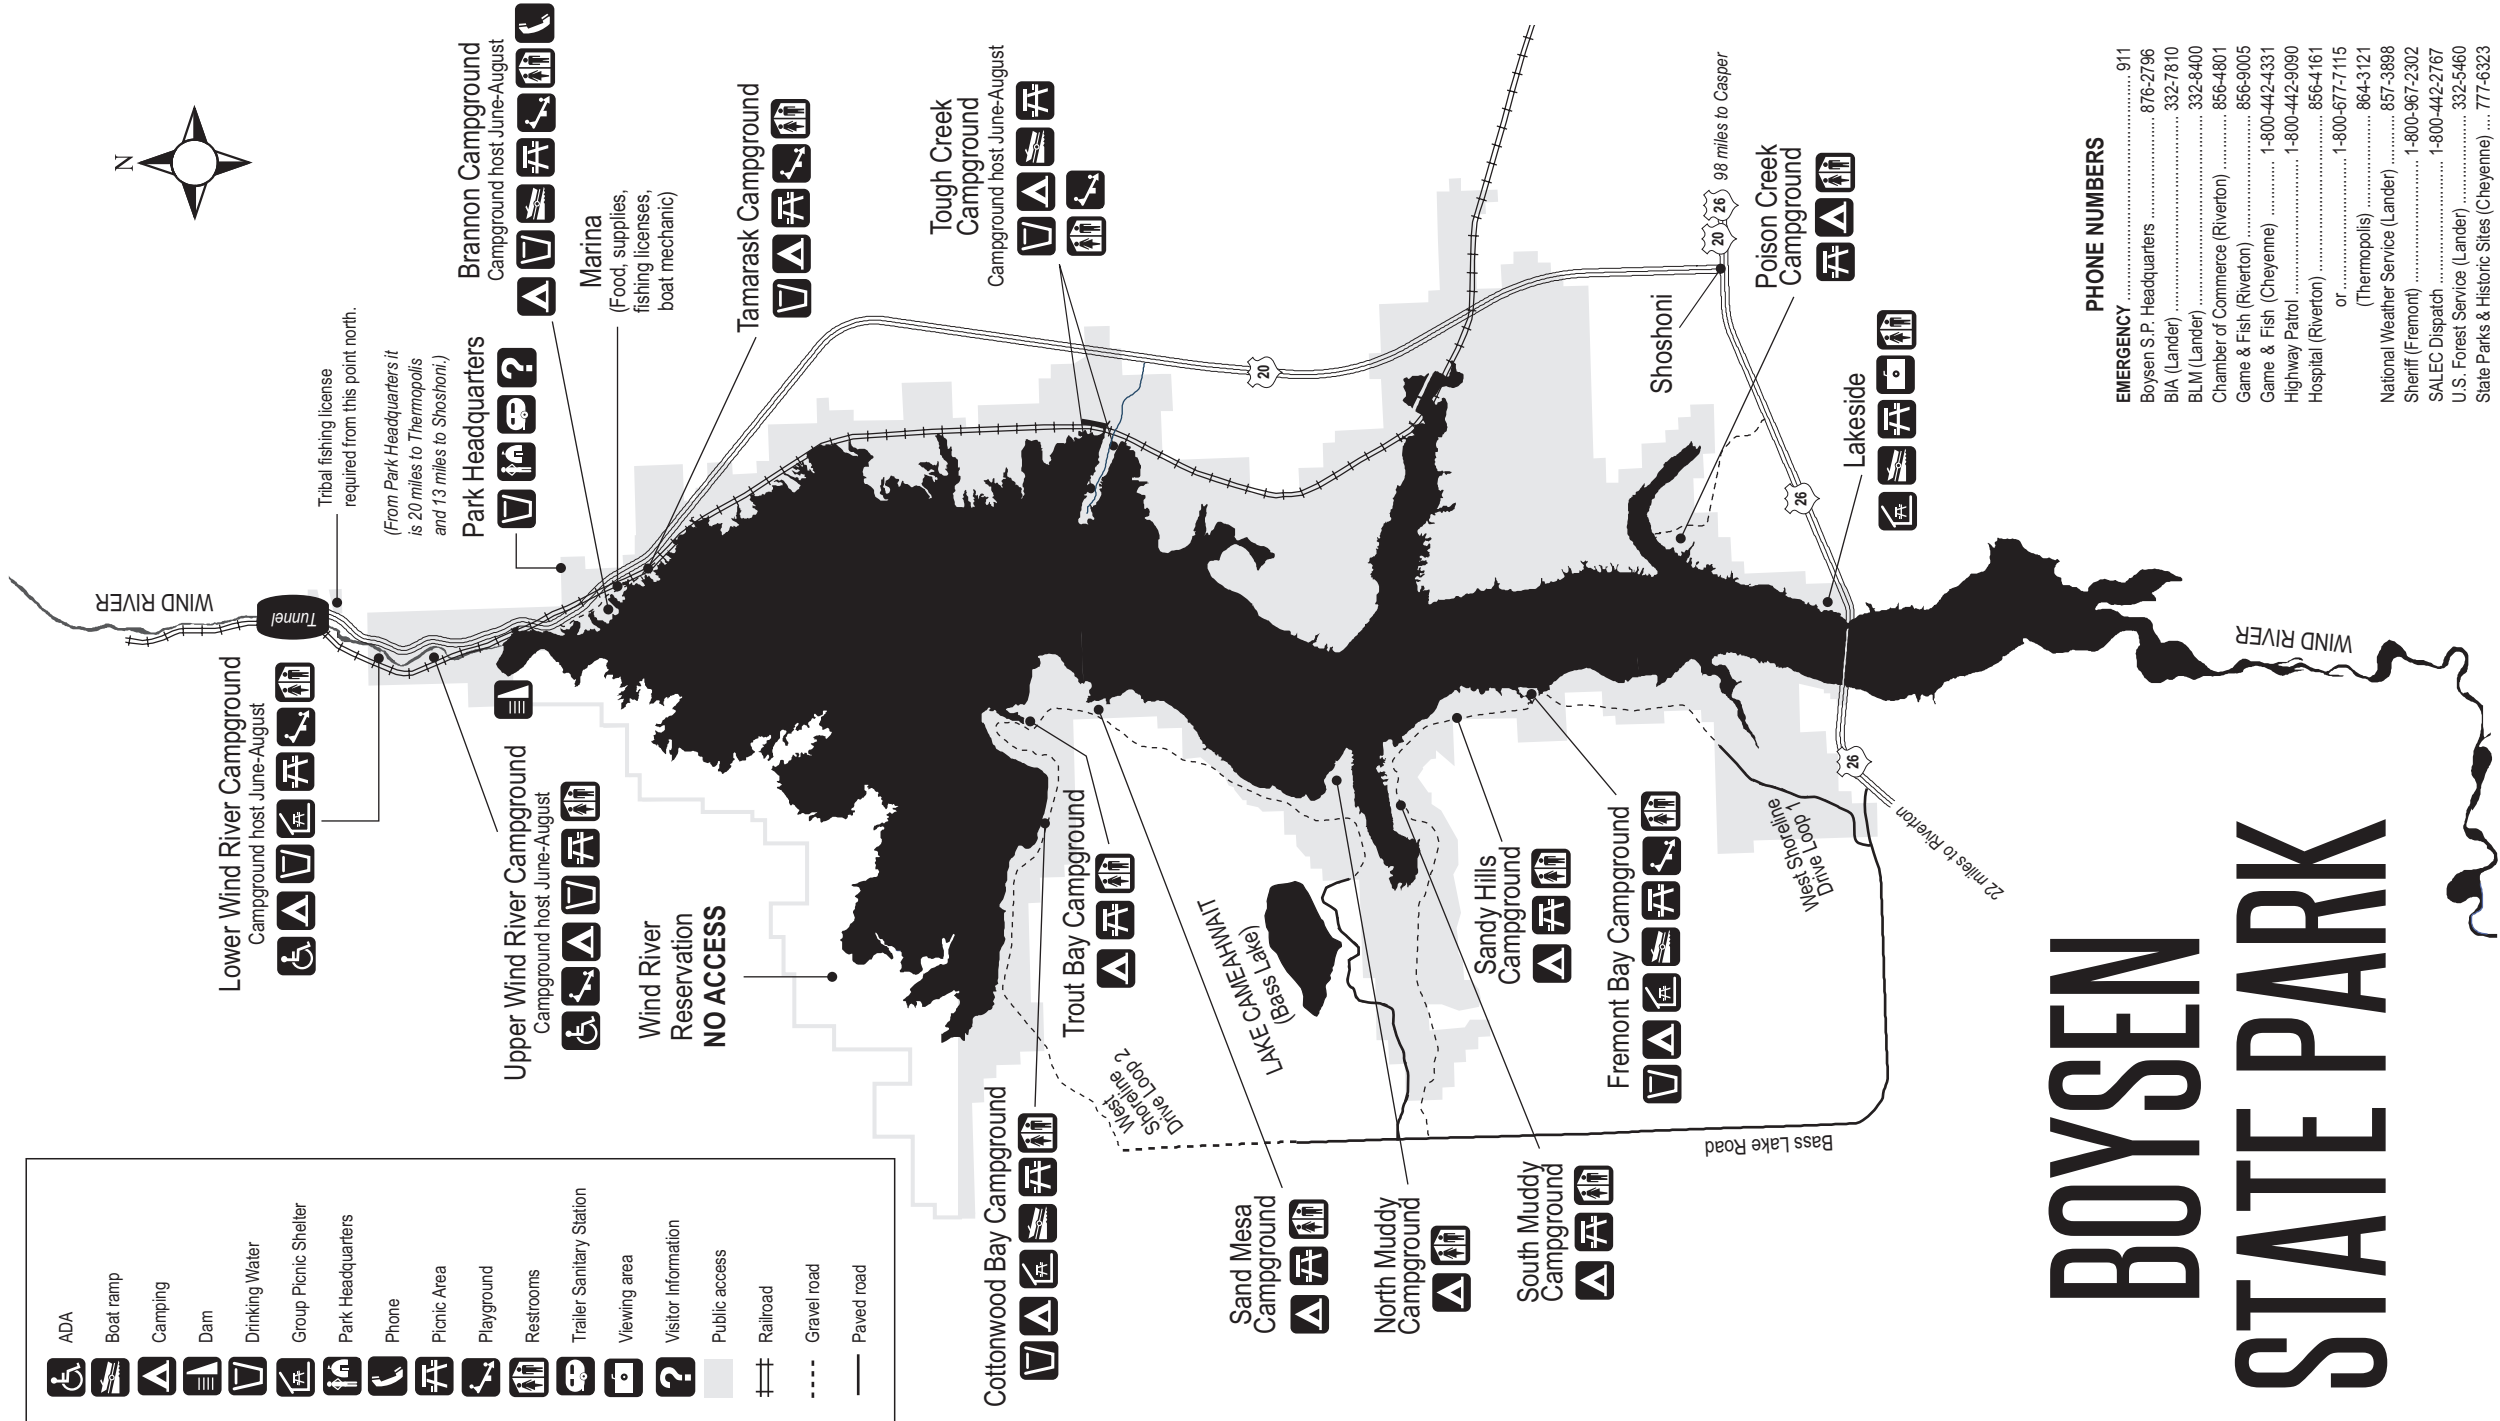 BOYSEN
STATE PARK
ADA
Boat ramp
Camping
Dam
Drinking Water
Group Picnic Shelter
Park Headquarters
Phone
Picnic Area
Playground
Restrooms
Trailer Sanitary Station
Viewing area
Visitor Information
Public access
Railroad
Gravel road
Paved road
Lower Wind River Campground
Campground host June-August
Upper Wind River Campground
Campground host June-August
Wind River
Reservation
NO ACCESS
Cottonwood Bay Campground
Trout Bay Campground
West
Shoreline
Drive Loop 2
Sand Mesa
Campground
LAKE CAMEAHWAIT
(Bass Lake)
North Muddy
Campground
South Muddy
Campground
Sandy Hills
Campground
Fremont Bay Campground
Bass Lake Road
West Shoreline
Drive Loop 1
22 miles to Riverton
26
WIND RIVER
Tunnel
WIND RIVER
N
Tribal fishing license
required from this point north.
(From Park Headquarters it
is 20 miles to Thermopolis
and 13 miles to Shoshoni.)
Park Headquarters
?
Brannon Campground
Campground host June-August
Marina
(Food, supplies,
fishing licenses,
boat mechanic)
Tamarask Campground
Tough Creek
Campground
Campground host June-August
20
Shoshoni
20 26 98 miles to Casper
Poison Creek
Campground
26
Lakeside
PHONE NUMBERS
EMERGENCY ........................................ 911
Boysen S.P. Headquarters ................... 876-2796
BIA (Lander) ........................................ 332-7810
BLM (Lander) ...................................... 332-8400
Chamber of Commerce (Riverton) ........... 856-4801
Game & Fish (Riverton) ........................ 856-9005
Game & Fish (Cheyenne) ........... 1-800-442-4331
Highway Patrol ............................ 1-800-442-9090
Hospital (Riverton) ................................ 856-4161
or ............................ 1-800-677-7115
(Thermopolis) ...................... 864-3121
National Weather Service (Lander) ........... 857-3898
Sheriff (Fremont) ........................ 1-800-967-2302
SALEC Dispatch ........................ 1-800-442-2767
U.S. Forest Service (Lander) .................. 332-5460
State Parks & Historic Sites (Cheyenne) .... 777-6323